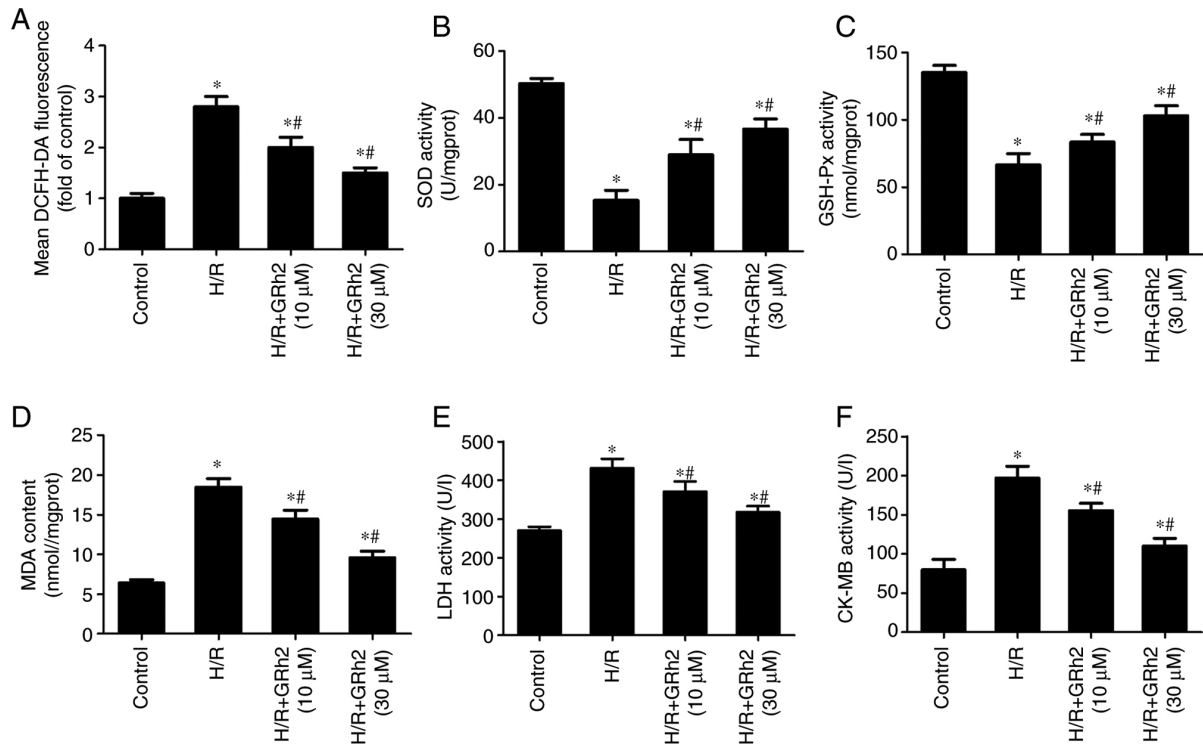 A
Mean DCFH-DA fluorescence
(fold of control)
4
3
2
1
0
*
*#
*#
Control
H/R
H/R+GRh2
(10 μM)
H/R+GRh2
(30 μM)
B
SOD activity
(U/mgprot)
60
40
20
0
*
*#
*#
Control
H/R
H/R+GRh2
(10 μM)
H/R+GRh2
(30 μM)
C
GSH-Px activity
(nmol/mgprot)
150
100
50
0
*
*#
*#
Control
H/R
H/R+GRh2
(10 μM)
H/R+GRh2
(30 μM)
D
MDA content
(nmol//mgprot)
25
20
15
10
5
0
*
*#
*#
Control
H/R
H/R+GRh2
(10 μM)
H/R+GRh2
(30 μM)
E
LDH activity (U/l)
500
400
300
200
100
0
*
*#
*#
Control
H/R
H/R+GRh2
(10 μM)
H/R+GRh2
(30 μM)
F
CK-MB activity (U/l)
250
200
150
100
50
0
*
*#
*#
Control
H/R
H/R+GRh2
(10 μM)
H/R+GRh2
(30 μM)